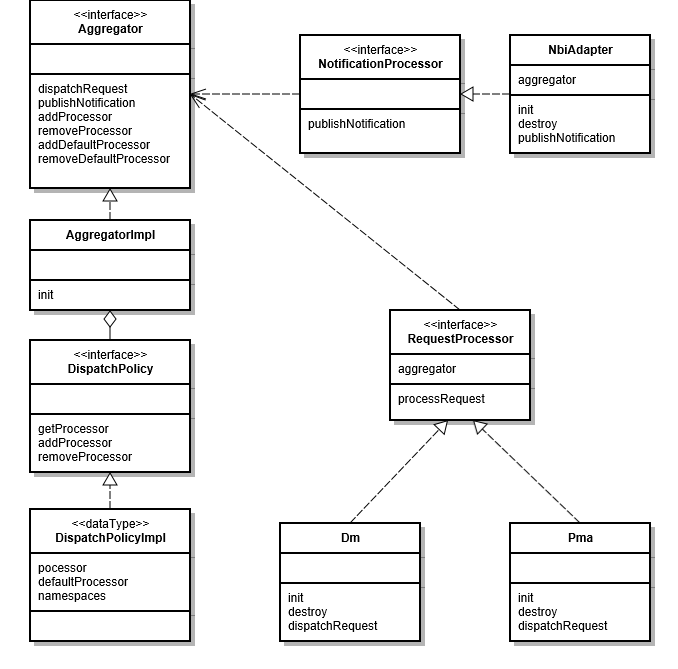 <<interface>>
Aggregator
dispatchRequest
publishNotification
addProcessor
removeProcessor
addDefaultProcessor
removeDefaultProcessor
<<interface>>
NotificationProcessor
publishNotification
NbiAdapter
aggregator
init
destroy
publishNotification
AggregatorImpl
init
<<interface>>
DispatchPolicy
getProcessor
addProcessor
removeProcessor
<<interface>>
RequestProcessor
aggregator
processRequest
<<dataType>>
DispatchPolicyImpl
pocessor
defaultProcessor
namespaces
Dm
init
destroy
dispatchRequest
Pma
init
destroy
dispatchRequest